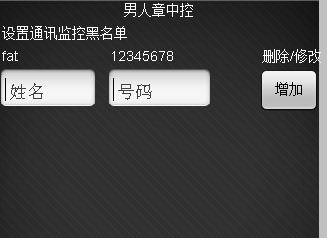 男人章中控
设置通讯监控黑名单
fat 12345678 删除/修改
姓名 号码 增加